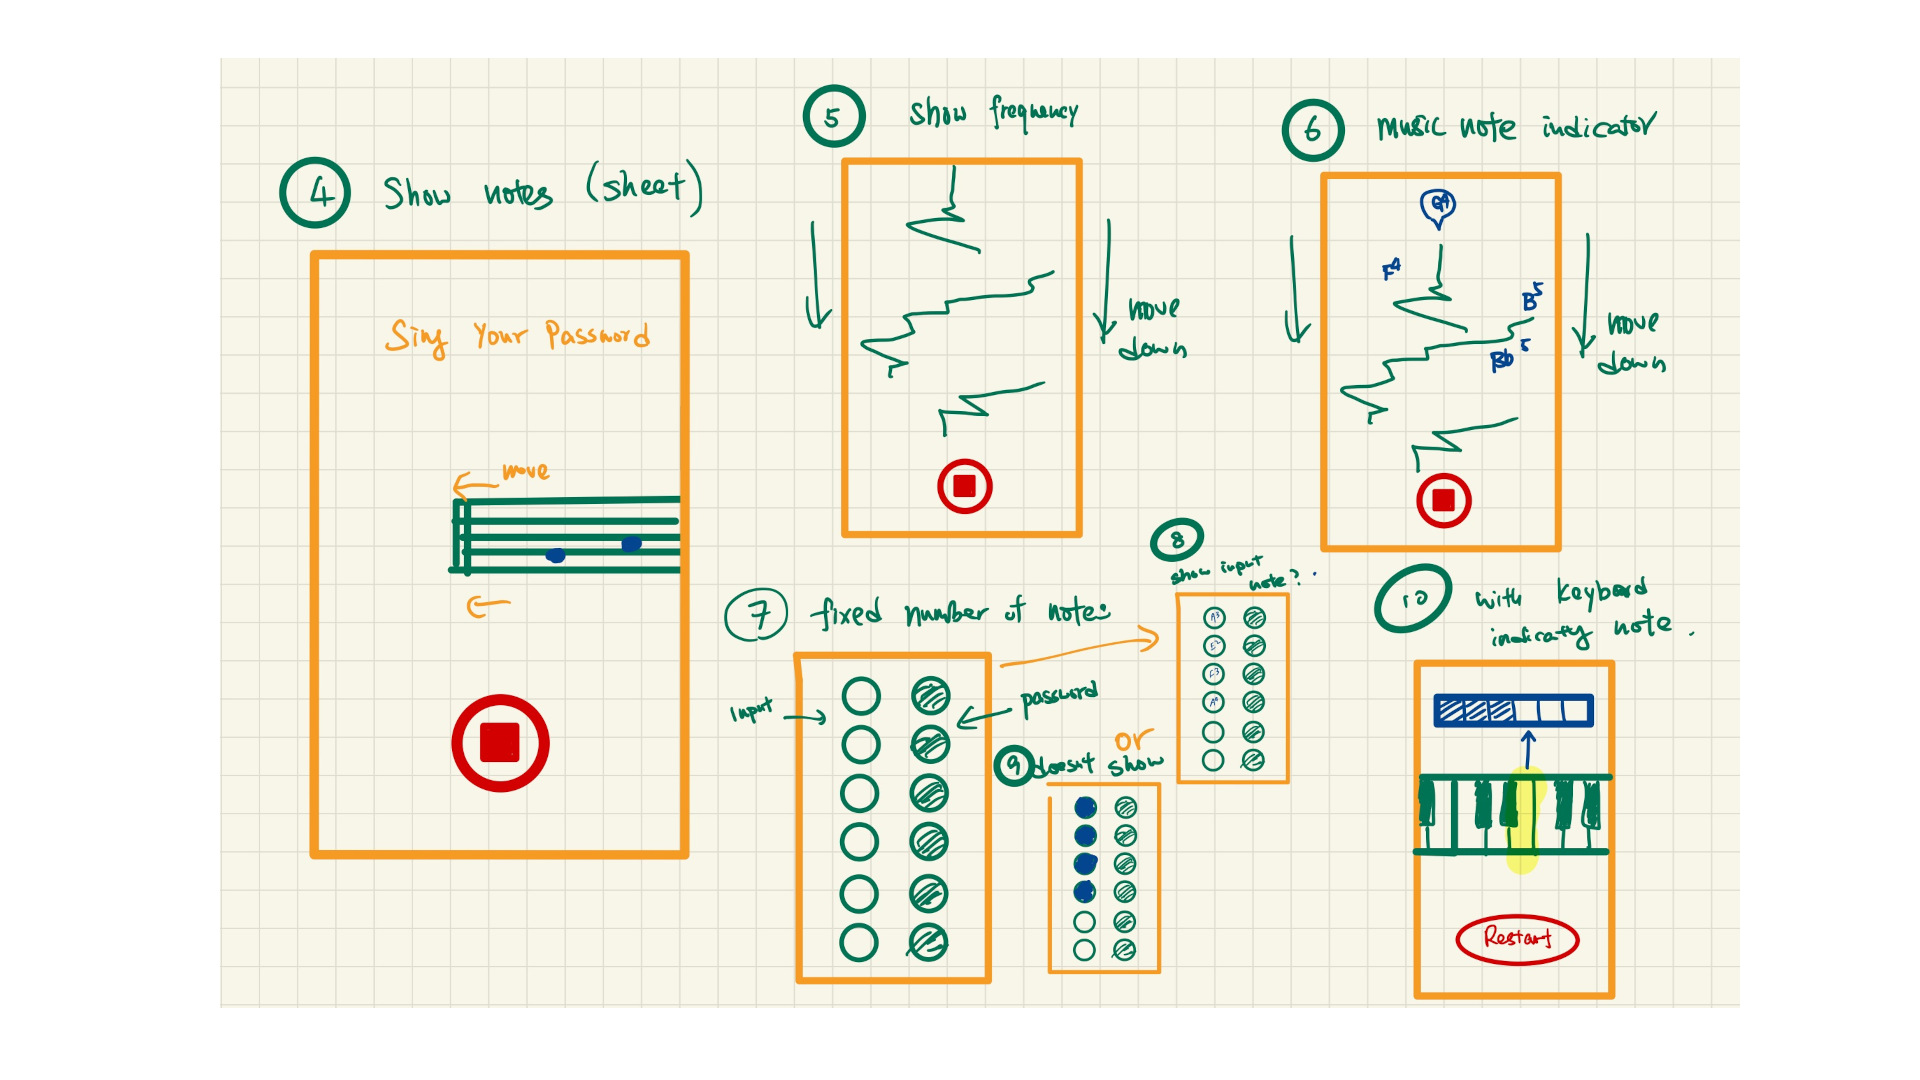 4 Show notes (sheet)
Sing Your Password
move
5 Show frequency
move
down
6 music note indicator
G4
F4
B5
Bb5
move
down
7 fixed number of notes
Input
password
8
show input
note?
A3
A4
or
9 doesn't show
10 with keyboard
note.
Restart